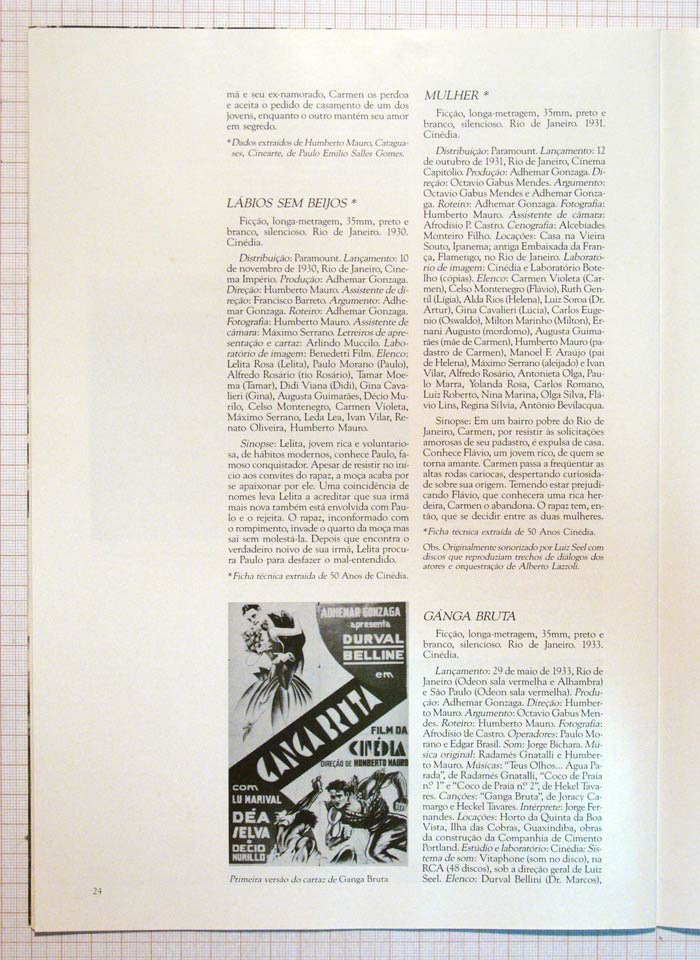 mã e seu ex-namorado, Carmen os perdoa
e aceita o pedido de casamento de um dos
jovens, enquanto o outro mantém seu amor
em segredo.
*Dados extraídos de Humberto Mauro, Catagua-
ses, Cinearte, de Paulo Emilio Salles Gomes.
LÁBIOS SEM BEIJOS *
Ficção, longa-metragem, 35mm, preto e
branco, silencioso. Rio de Janeiro. 1930.
Cinédia.
Distribuição: Paramount. Lançamento: 10
de novembro de 1930, Rio de Janeiro, Cine-
ma Império. Produção: Adhemar Gonzaga.
Direção: Humberto Mauro. Assistente de di-
reção: Francisco Barreto. Argumento: Adhe-
mar Gonzaga. Roteiro: Adhemar Gonzaga.
Fotografia: Humberto Mauro. Assistente de
câmara: Máximo Serrano. Letreiros de apre-
sentação e cartaz: Arlindo Muccilo. Labo-
ratório de imagem: Benedetti Film. Elenco:
Lelita Rosa (Lelita), Paulo Morano (Paulo),
Alfredo Rosário (tio Rosário), Tamar Moe-
ma (Tamar), Didi Viana (Didi), Gina Cava-
lieri (Gina), Augusta Guimarães, Décio Mu-
rilo, Celso Montenegro, Carmen Violeta,
Máximo Serrano, Leda Lea, Ivan Vilar, Re-
nato Oliveira, Humberto Mauro.
Sinopse: Lelita, jovem rica e voluntario-
sa, de hábitos modernos, conhece Paulo, fa-
moso conquistador. Apesar de resistir no iní-
cio aos convites do rapaz, a moça acaba por
se apaixonar por ele. Uma coincidência de
nomes leva Lelita a acreditar que sua irmã
mais nova também está envolvida com Pau-
lo e o rejeita. O rapaz, inconformado com
o rompimento, invade o quarto da moça mas
sai sem molestá-la. Depois que encontra o
verdadeiro noivo de sua irmã, Lelita procu-
ra Paulo para desfazer o mal-entendido.
*Ficha técnica extraída de 50 Anos de Cinédia.
ADHEMAR GONZAGA
apresenta
DURVAL
BELLINE
em
GANGA BRUTA
FILM DA
CINÉDIA
DIREÇÃO DE HUMBERTO MAURO
COM
LU MARIVAL
DÉA
SELVA
e
DECIO
MURILLO
Primeira versão do cartaz de Ganga Bruta
24
MULHER *
Ficção, longa-metragem, 35mm, preto e
branco, silencioso. Rio de Janeiro. 1931.
Cinédia.
Distribuição: Paramount. Lançamento: 12
de outubro de 1931, Rio de Janeiro, Cinema
Capitólio. Produção: Adhemar Gonzaga. Di-
reção: Octavio Gabus Mendes. Argumento:
Octavio Gabus Mendes e Adhemar Gonza-
ga. Roteiro: Adhemar Gonzaga. Fotografia:
Humberto Mauro. Assistente de câmara:
Afrodísio P. Castro. Cenografia: Alcebíades
Monteiro Filho. Locações: Casa na Vieira
Souto, Ipanema; antiga Embaixada da Fran-
ça, Flamengo, no Rio de Janeiro. Laborató-
rio de imagem: Cinédia e Laboratório Bote-
lho (cópias). Elenco: Carmen Violeta (Car-
men), Celso Montenegro (Flávio), Ruth Gen-
til (Lígia), Alda Rios (Helena), Luiz Soroa (Dr.
Artur), Gina Cavalieri (Lúcia), Carlos Euge-
nio (Oswaldo), Milton Marinho (Milton), Er-
nani Augusto (mordomo), Augusta Guima-
rães (mãe de Carmen), Humberto Mauro (pa-
drasto de Carmen), Manoel F. Araújo (pai
de Helena), Máximo Serrano (aleijado) e Ivan
Vilar, Alfredo Rosário, Antonieta Olga, Pau-
lo Marra, Yolanda Rosa, Carlos Romano,
Luiz Roberto, Nina Marina, Olga Silva, Flá-
vio Lins, Regina Sílvia, Antônio Bevilacqua.
Sinopse: Em um bairro pobre do Rio de
Janeiro, Carmen, por resistir às solicitações
amorosas de seu padrasto, é expulsa de casa.
Conhece Flávio, um jovem rico, de quem se
torna amante. Carmen passa a freqüentar as
altas rodas cariocas, despertando curiosida-
de sobre sua origem. Temendo estar prejudi-
cando Flávio, que conhecera uma rica her-
deira, Carmen o abandona. O rapaz tem, en-
tão, que se decidir entre as duas mulheres.
*Ficha técnica extraída de 50 Anos Cinédia.
Obs. Originalmente sonorizado por Luiz Seel com
discos que reproduziam trechos de diálogos dos
atores e orquestração de Alberto Lazzoli.
GANGA BRUTA
Ficção, longa-metragem, 35mm, preto e
branco, silencioso. Rio de Janeiro. 1933.
Cinédia.
Lançamento: 29 de maio de 1933, Rio de
Janeiro (Odeon sala vermelha e Alhambra)
e São Paulo (Odeon sala vermelha). Produ-
ção: Adhemar Gonzaga. Direção: Humber-
to Mauro. Argumento: Octavio Gabus Men-
des. Roteiro: Humberto Mauro. Fotografia:
Afrodísio de Castro. Operadores: Paulo Mo-
rano e Edgar Brasil. Som: Jorge Bichara. Mú-
sica original: Radamés Gnatalli e Humber-
to Mauro. Músicas: "Teus Olhos... Água Pa-
rada", de Radamés Gnatalli, "Coco de Praia
n.º 1" e "Coco de Praia n.º 2", de Hekel Tava-
res. Canções: "Ganga Bruta", de Joracy Ca-
margo e Heckel Tavares. Intérprete: Jorge Fer-
nandes. Locações: Horto da Quinta da Boa
Vista, Ilha das Cobras, Guaxindiba, obras
da construção da Companhia de Cimento
Portland. Estúdio e laboratório: Cinédia: Sis-
tema de som: Vitaphone (som no disco), na
RCA (48 discos), sob a direção geral de Luiz
Seel. Elenco: Durval Bellini (Dr. Marcos),